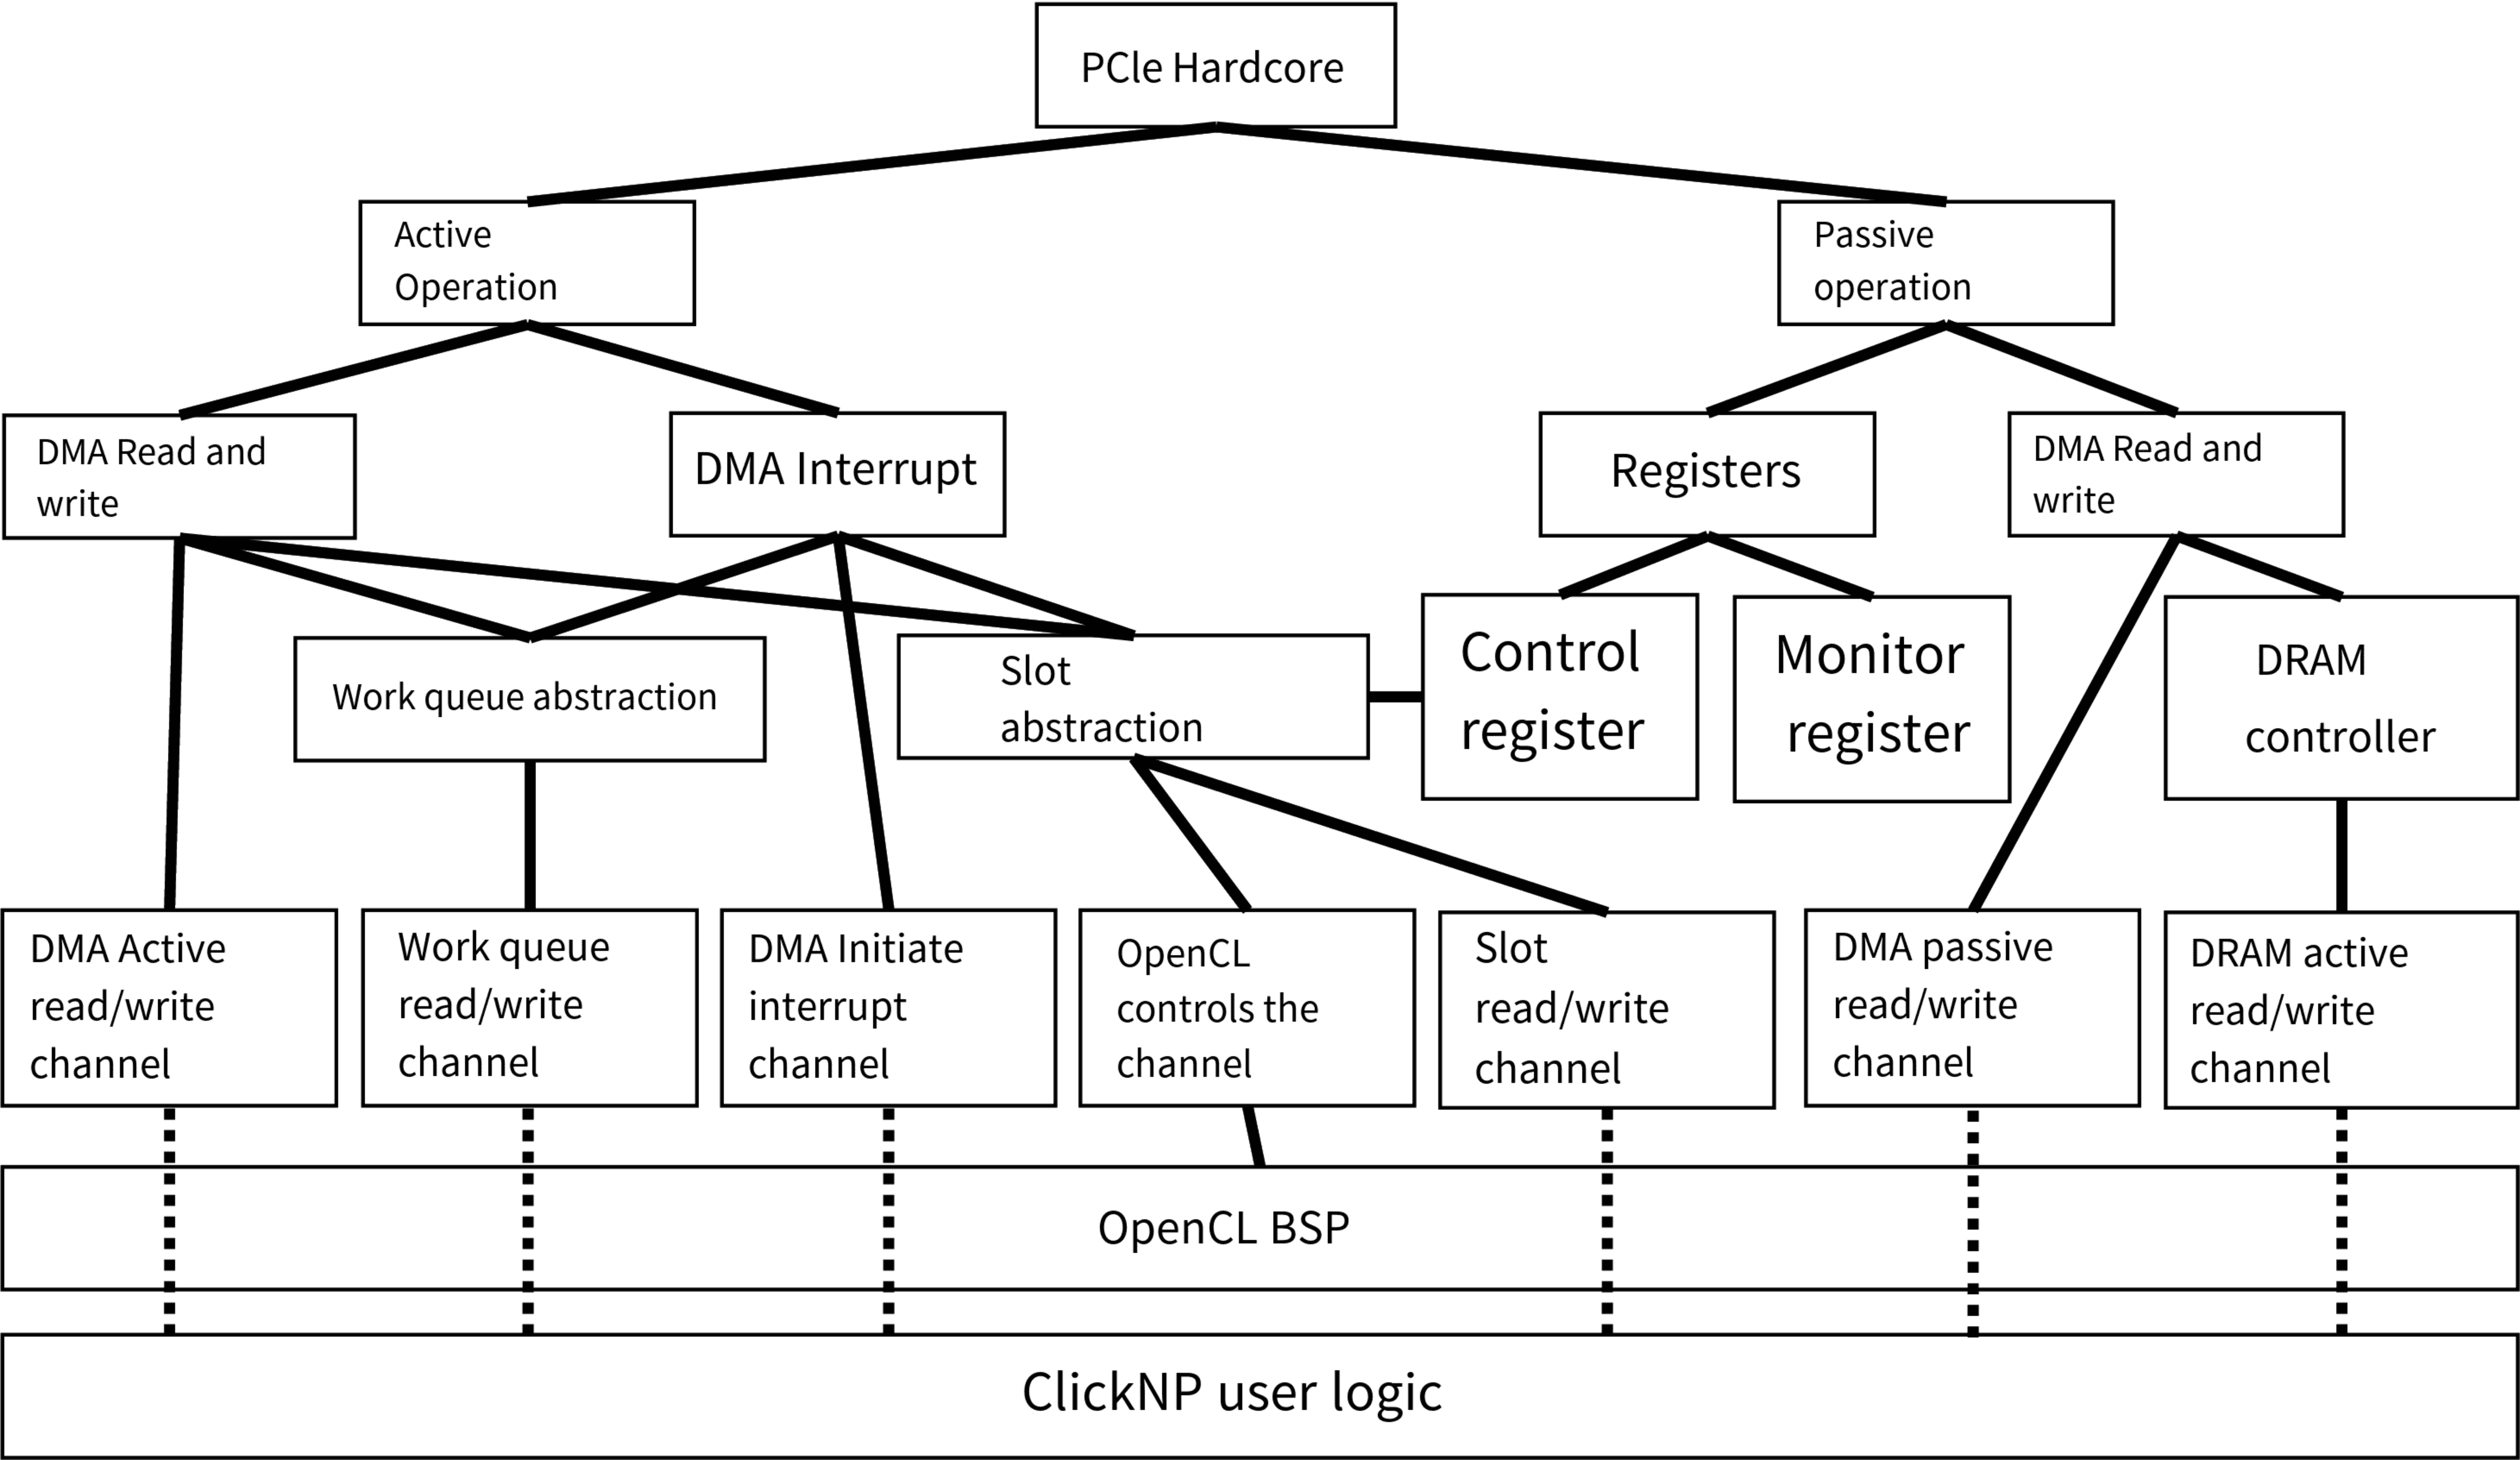 PCle Hardcore
Active
Operation
Passive
operation
DMA Read and
write
DMA Interrupt
Registers
DMA Read and
write
Work queue abstraction
Slot
abstraction
Control
register
Monitor
register
DRAM
controller
DMA Active
read/write
channel
Work queue
read/write
channel
DMA Initiate
interrupt
channel
OpenCL
controls the
channel
Slot
read/write
channel
DMA passive
read/write
channel
DRAM active
read/write
channel
OpenCL BSP
ClickNP user logic